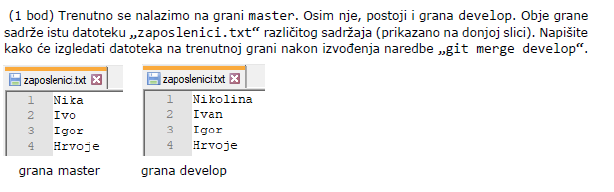 (1 bod) Trenutno se nalazimo na grani master. Osim nje, postoji i grana develop. Obje grane
sadrže istu datoteku „zaposlenici.txt“ različitog sadržaja (prikazano na donjoj slici). Napišite
kako će izgledati datoteka na trenutnoj grani nakon izvođenja naredbe „git merge develop“.
zaposlenici.txt
1 Nika
2 Ivo
3 Igor
4 Hrvoje
grana master
zaposlenici.txt
1 Nikolina
2 Ivan
3 Igor
4 Hrvoje
grana develop